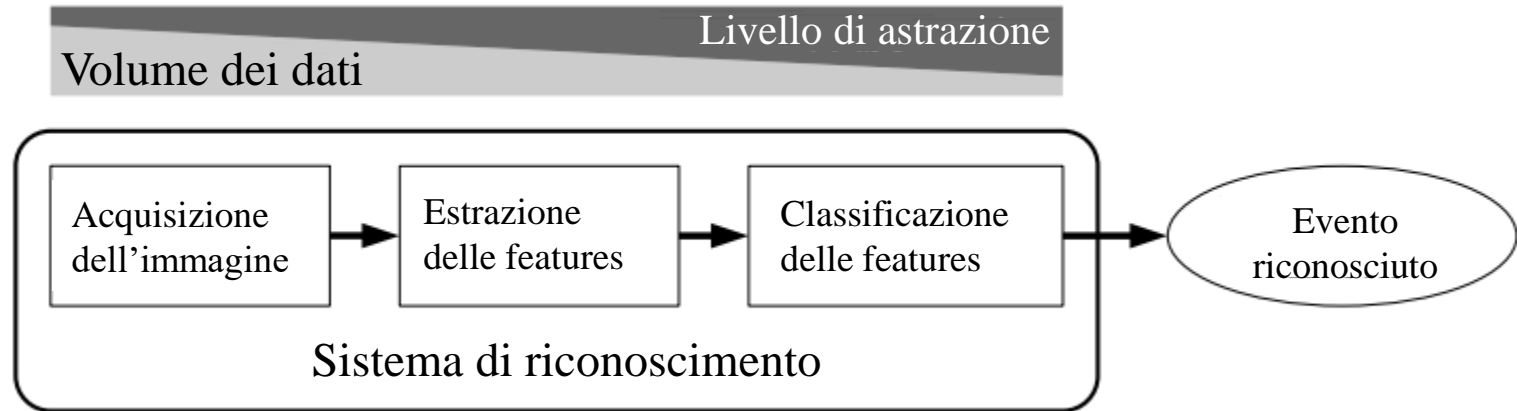 Livello di astrazione
Volume dei dati
Acquisizione
dell’immagine
Estrazione
delle features
Classificazione
delle features
Evento
riconosciuto
Sistema di riconoscimento